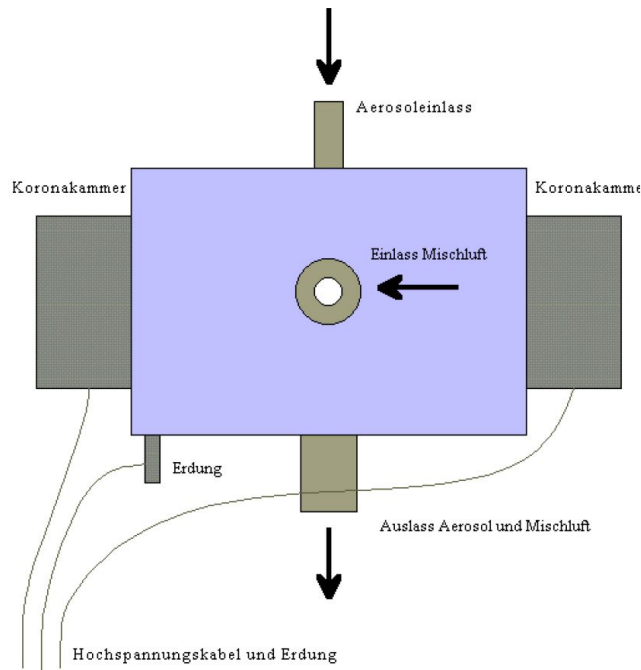 Aerosoleinlass
Koronakammer
Koronakamme
Einlass Mischluft
Erdung
Auslass Aerosol und Mischluft
Hochspannungskabel und Erdung